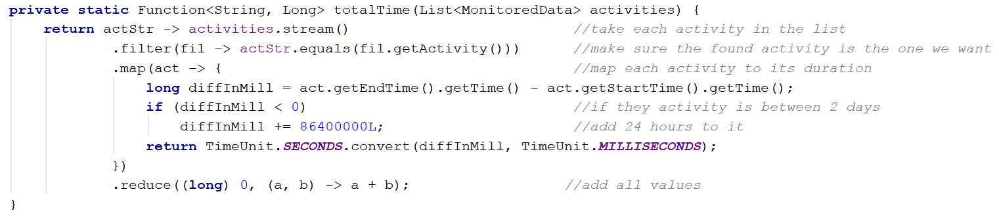 private static Function<String, Long> totalTime(List<MonitoredData> activities) {
    return actStr -> activities.stream()                           //take each activity in the list
            .filter(fil -> actStr.equals(fil.getActivity()))       //make sure the found activity is the one we want
            .map(act -> {                                          //map each activity to its duration
                long diffInMill = act.getEndTime().getTime() - act.getStartTime().getTime();
                if (diffInMill < 0)                                //if they activity is between 2 days
                    diffInMill += 86400000L;                       //add 24 hours to it
                return TimeUnit.SECONDS.convert(diffInMill, TimeUnit.MILLISECONDS);
            })
            .reduce((long) 0, (a, b) -> a + b);                   //add all values
}